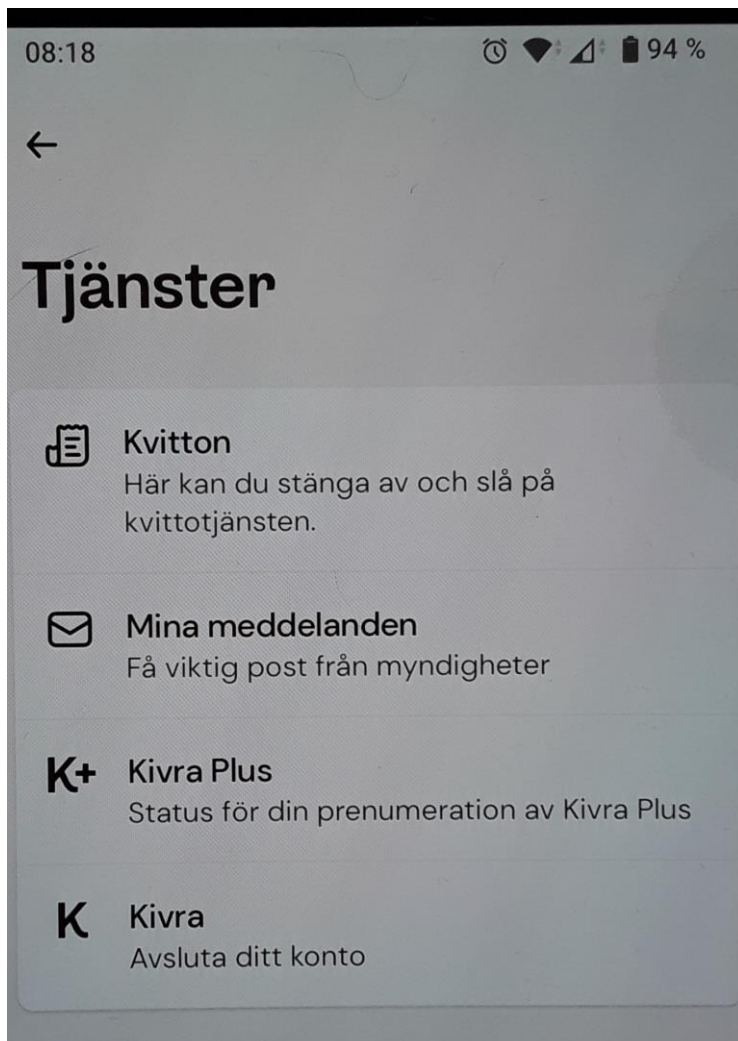 08:18 94 %
Tjänster
Kvitton
Här kan du stänga av och slå på
kvittotjänsten.
Mina meddelanden
Få viktig post från myndigheter
K+ Kivra Plus
Status för din prenumeration av Kivra Plus
K Kivra
Avsluta ditt konto